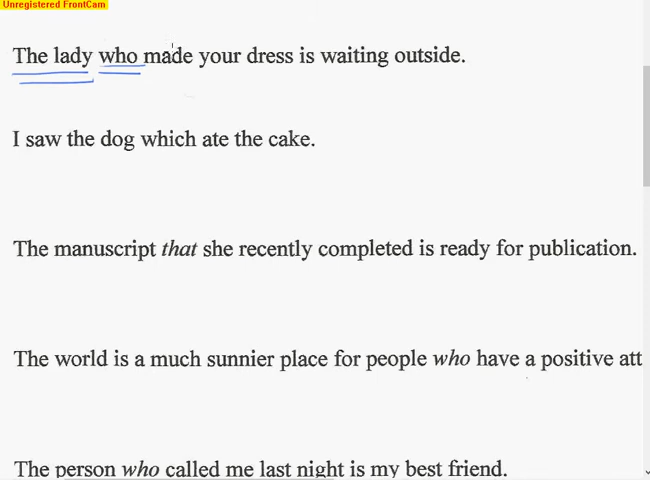 Unregistered FrontCam
The lady who made your dress is waiting outside.
I saw the dog which ate the cake.
The manuscript that she recently completed is ready for publication.
The world is a much sunnier place for people who have a positive att
The person who called me last night is my best friend.